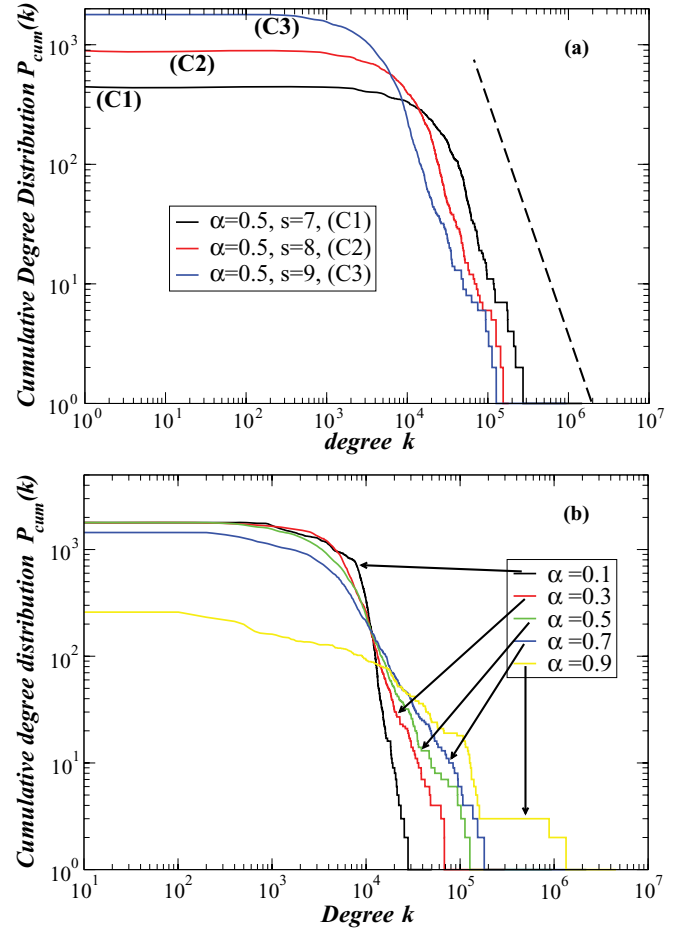 (a)
(C3)
(C2)
(C1)
Cumulative Degree Distribution P_cum(k)
10^3
10^2
10^1
10^0
α=0.5, s=7, (C1)
α=0.5, s=8, (C2)
α=0.5, s=9, (C3)
10^0 10^1 10^2 10^3 10^4 10^5 10^6 10^7
degree k
(b)
Cumulative degree distribution P_cum(k)
10^3
10^2
10^1
10^0
α=0.1
α=0.3
α=0.5
α=0.7
α=0.9
10^1 10^2 10^3 10^4 10^5 10^6 10^7
Degree k